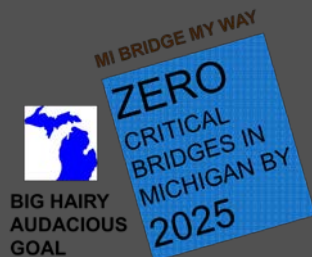 MI BRIDGE MY WAY
ZERO
CRITICAL
BRIDGES IN
MICHIGAN BY
2025
BIG HAIRY
AUDACIOUS
GOAL